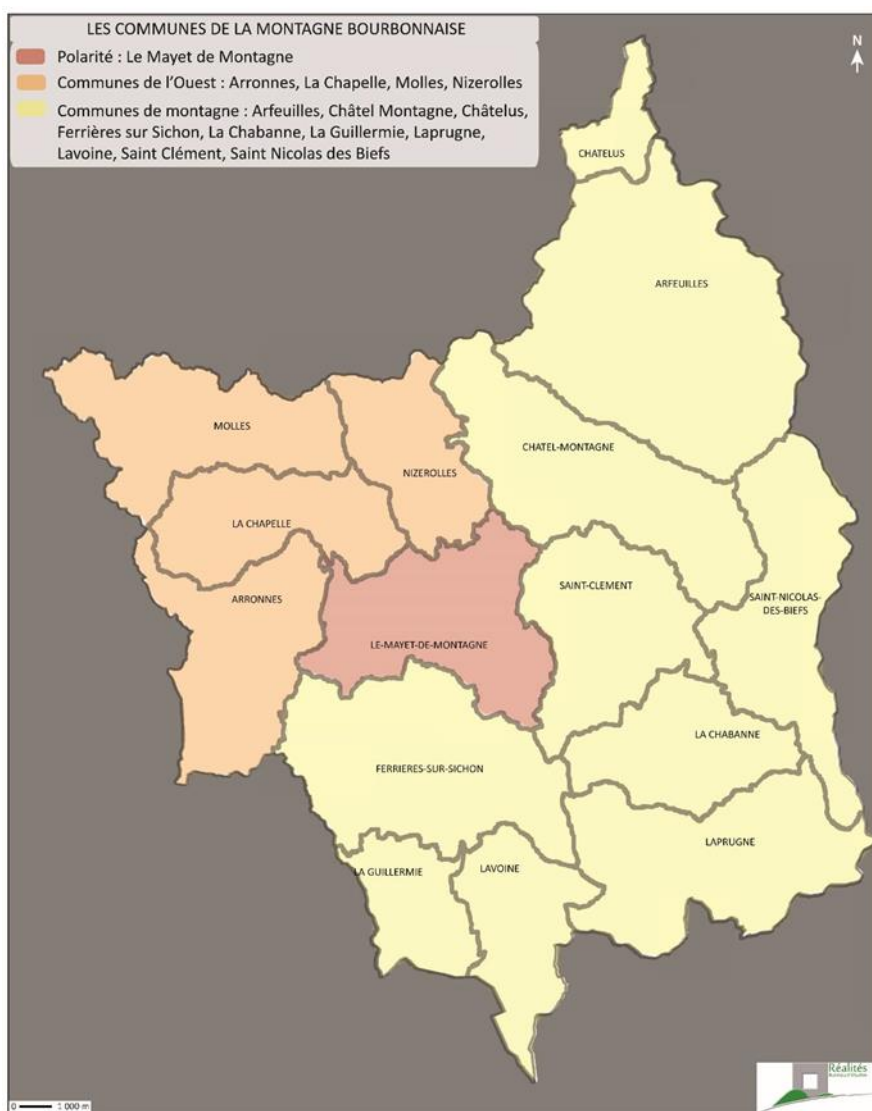 LES COMMUNES DE LA MONTAGNE BOURBONNAISE
Polarité : Le Mayet de Montagne
Communes de l'Ouest : Arronnes, La Chapelle, Molles, Nizerolles
Communes de montagne : Arfeuilles, Châtel Montagne, Châtelus,
Ferrières sur Sichon, La Chabanne, La Guillermie, Laprugne,
Lavoine, Saint Clément, Saint Nicolas des Biefs
N
CHATELUS
ARFEUILLES
MOLLES
CHATEL-MONTAGNE
NIZEROLLES
LA CHAPELLE
SAINT-CLEMENT
ARRONNES
SAINT-NICOLAS-
DES-BIEFS
LE-MAYET-DE-MONTAGNE
LA CHABANNE
FERRIERES-SUR-SICHON
LAPRUGNE
LA GUILLERMIE
LAVOINE
Réalités
0 1 000 m